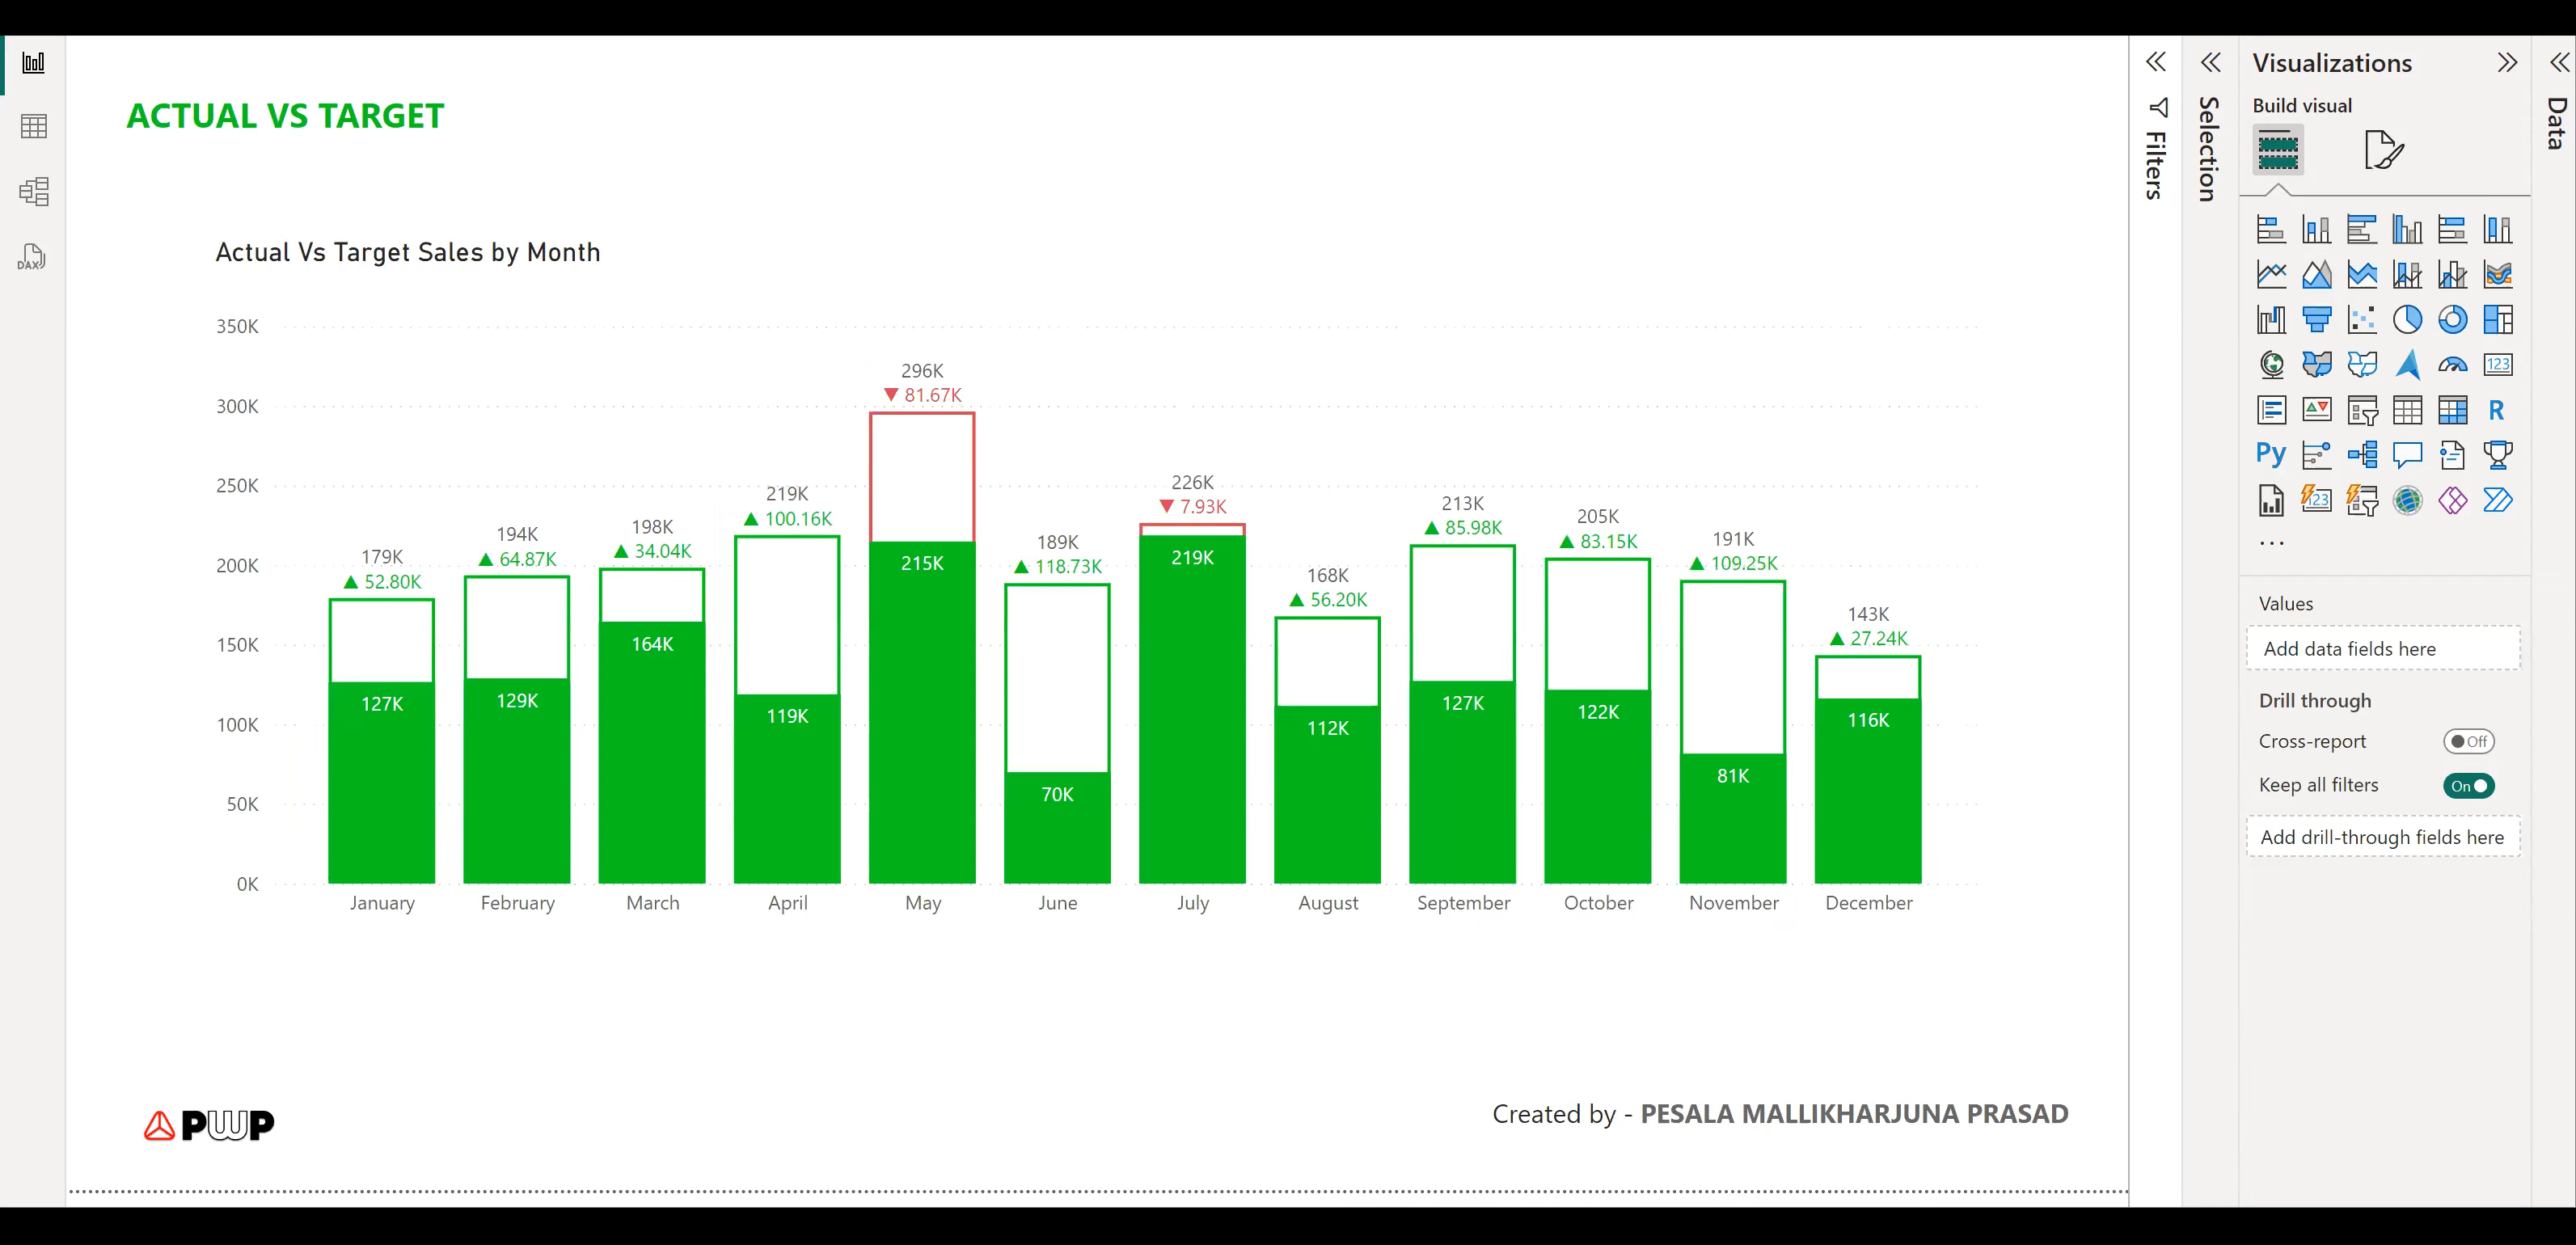 ACTUAL VS TARGET
Actual Vs Target Sales by Month
350K
300K
250K
200K
150K
100K
50K
0K
179K
▲ 52.80K
127K
January
194K
▲ 64.87K
129K
February
198K
▲ 34.04K
164K
March
219K
▲ 100.16K
119K
April
296K
▼ 81.67K
215K
May
189K
▲ 118.73K
70K
June
226K
▼ 7.93K
219K
July
168K
▲ 56.20K
112K
August
213K
▲ 85.98K
127K
September
205K
▲ 83.15K
122K
October
191K
▲ 109.25K
81K
November
143K
▲ 27.24K
116K
December
PWP
Created by - PESALA MALLIKHARJUNA PRASAD
DAX
Filters
Selection
Visualizations
Build visual
123
R
Py
123
...
Values
Add data fields here
Drill through
Cross-report
Off
Keep all filters
On
Add drill-through fields here
Data